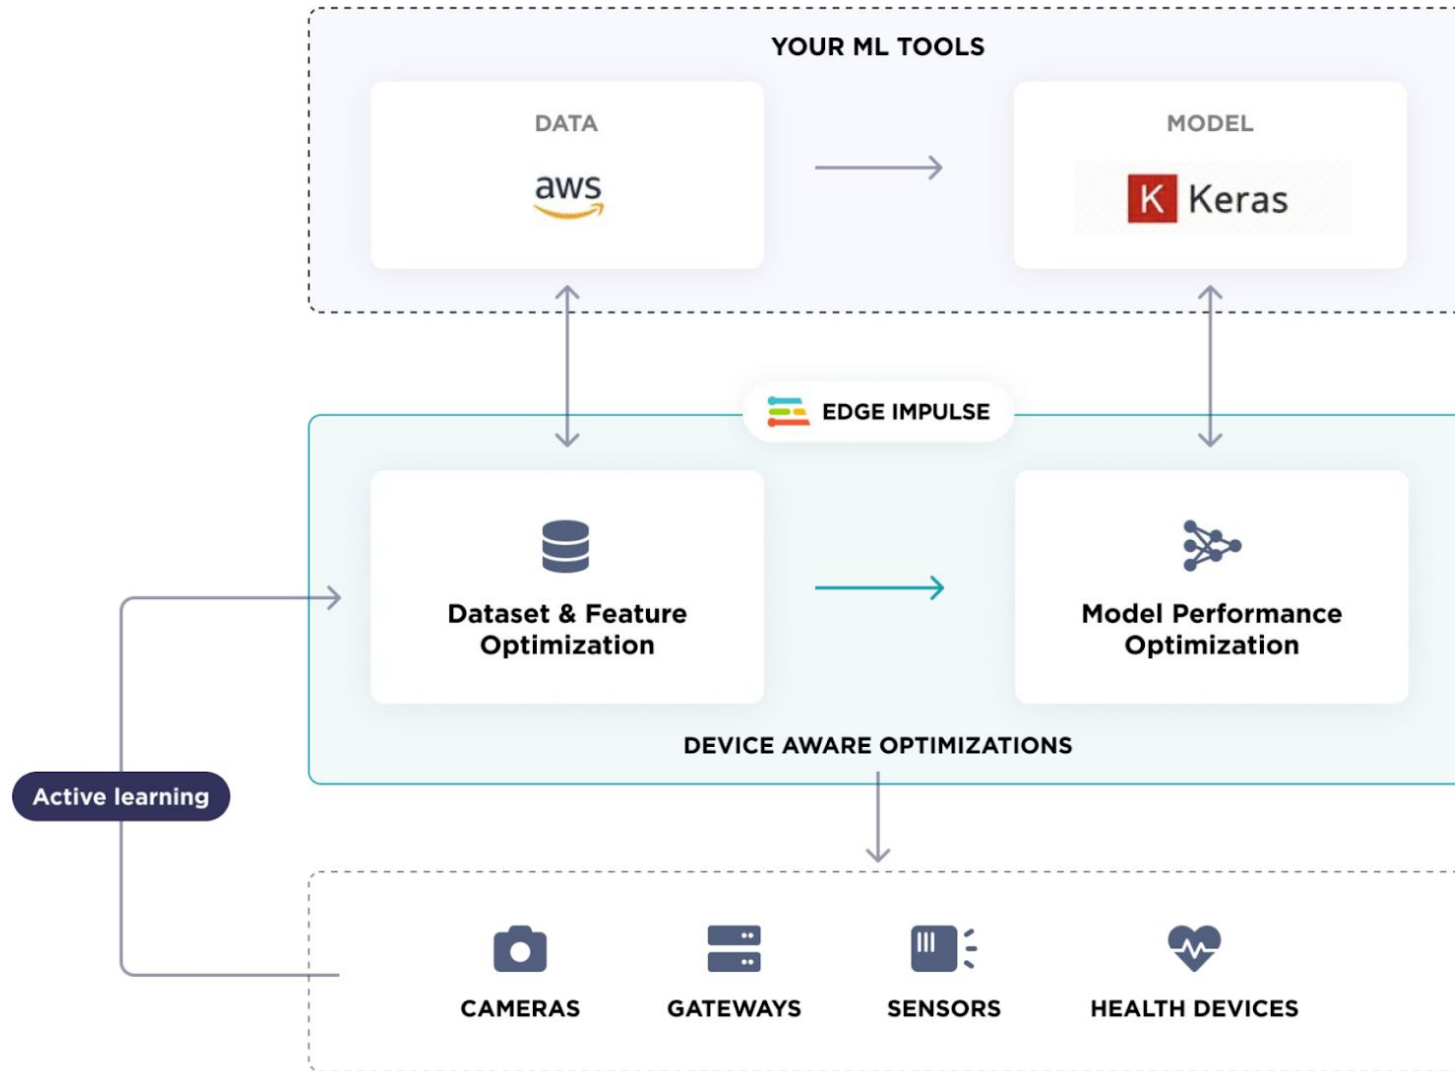 YOUR ML TOOLS
DATA
MODEL
aws
K Keras
EDGE IMPULSE
Dataset & Feature
Optimization
Model Performance
Optimization
DEVICE AWARE OPTIMIZATIONS
Active learning
CAMERAS
GATEWAYS
SENSORS
HEALTH DEVICES